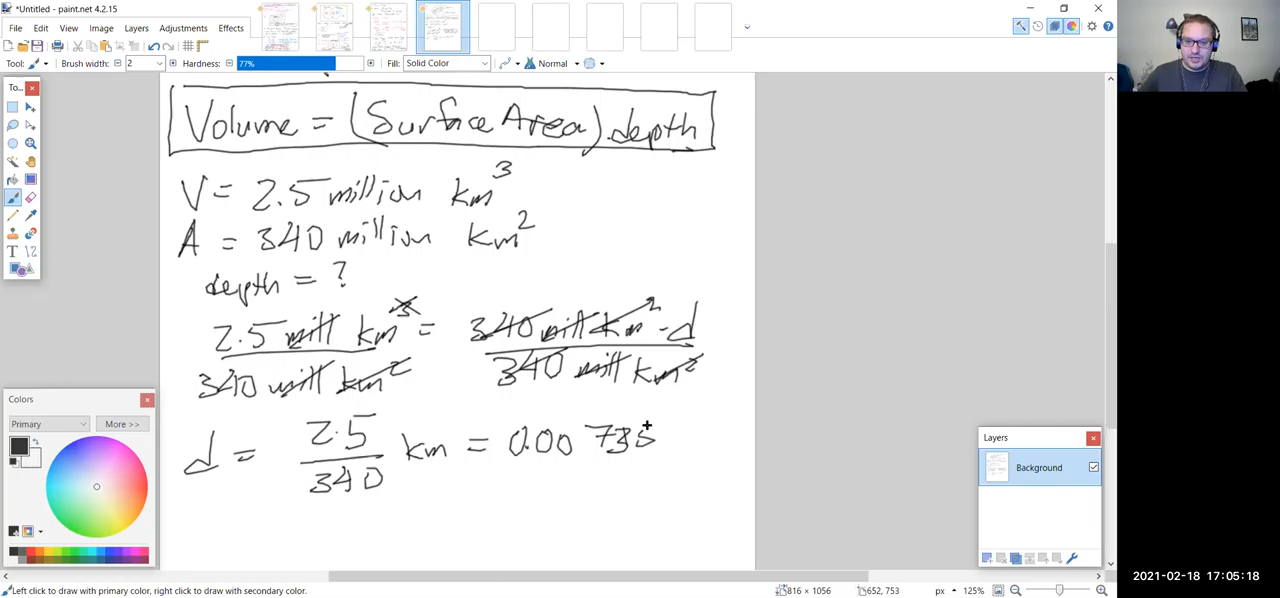 *Untitled - paint.net 4.2.15
File Edit View Image Layers Adjustments Effects
Tool: Brush width: 2 Hardness: 77% Fill: Solid Color Normal
To...
Volume = (Surface Area).depth
V = 2.5 million km³
A = 340 million km²
depth = ?
2.5 mill km³ = 340 mill km² · d
340 mill km² 340 mill km²
d = 2.5 km = 0.00735
340
Colors
Primary More >>
Layers
Background
Left click to draw with primary color, right click to draw with secondary color.
816 x 1056 652, 753 px 125%
2021-02-18 17:05:18